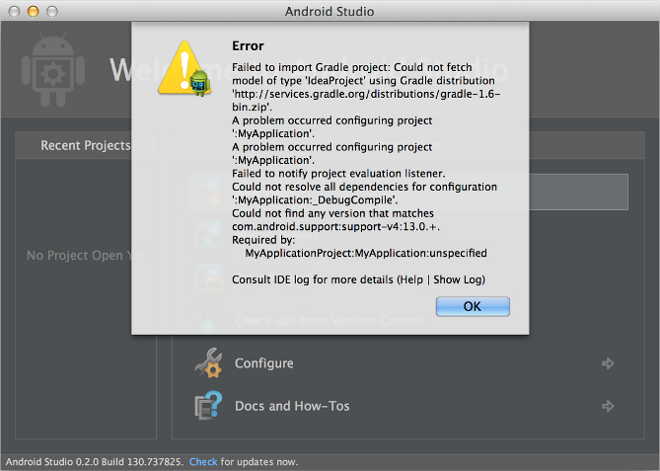 Android Studio
Error
Failed to import Gradle project: Could not fetch
model of type 'IdeaProject' using Gradle distribution
'http://services.gradle.org/distributions/gradle-1.6-
bin.zip'.
A problem occurred configuring project
':MyApplication'.
A problem occurred configuring project
':MyApplication'.
Failed to notify project evaluation listener.
Could not resolve all dependencies for configuration
':MyApplication:_DebugCompile'.
Could not find any version that matches
com.android.support:support-v4:13.0.+.
Required by:
MyApplicationProject:MyApplication:unspecified
Consult IDE log for more details (Help | Show Log)
OK
Recent Projects
No Project Open Y
Check out from Version Control
Configure
Docs and How-Tos
Android Studio 0.2.0 Build 130.737825. Check for updates now.